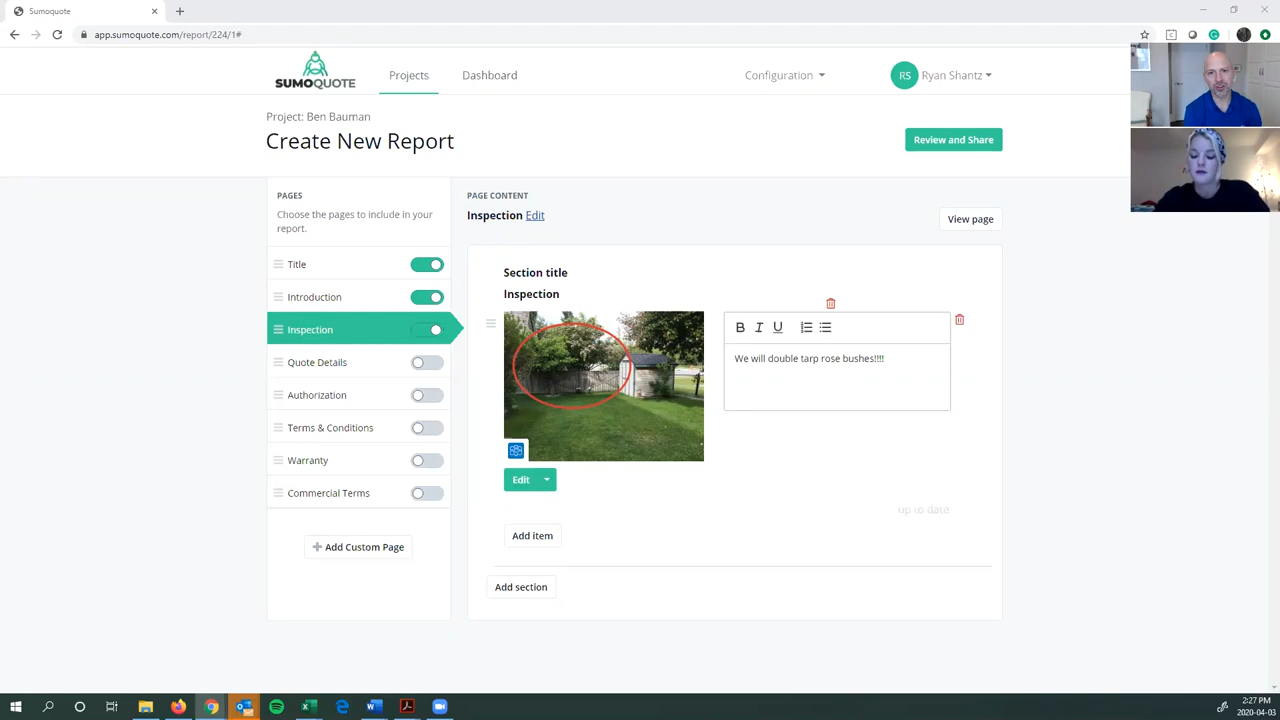 Sumoquote
app.sumoquote.com/report/224/1#
SUMOQUOTE
Projects
Dashboard
Configuration
RS
Ryan Shantz
Project: Ben Bauman
Create New Report
Review and Share
PAGES
Choose the pages to include in your
report.
Title
Introduction
Inspection
Quote Details
Authorization
Terms & Conditions
Warranty
Commercial Terms
Add Custom Page
PAGE CONTENT
Inspection Edit
View page
Section title
Inspection
B I U
We will double tarp rose bushes!!!!
Edit
up to date
Add item
Add section
2:27 PM
2020-04-03